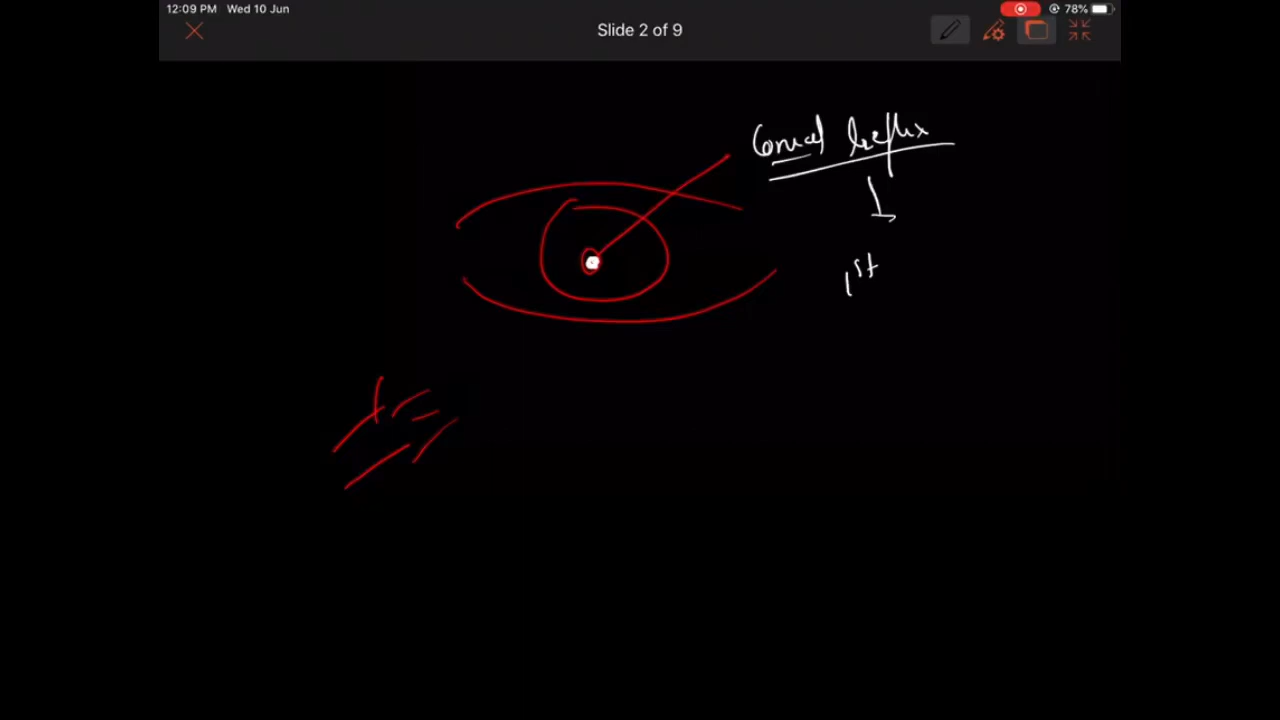 12:09 PM Wed 10 Jun
78%
Slide 2 of 9
Corneal Reflex
1st